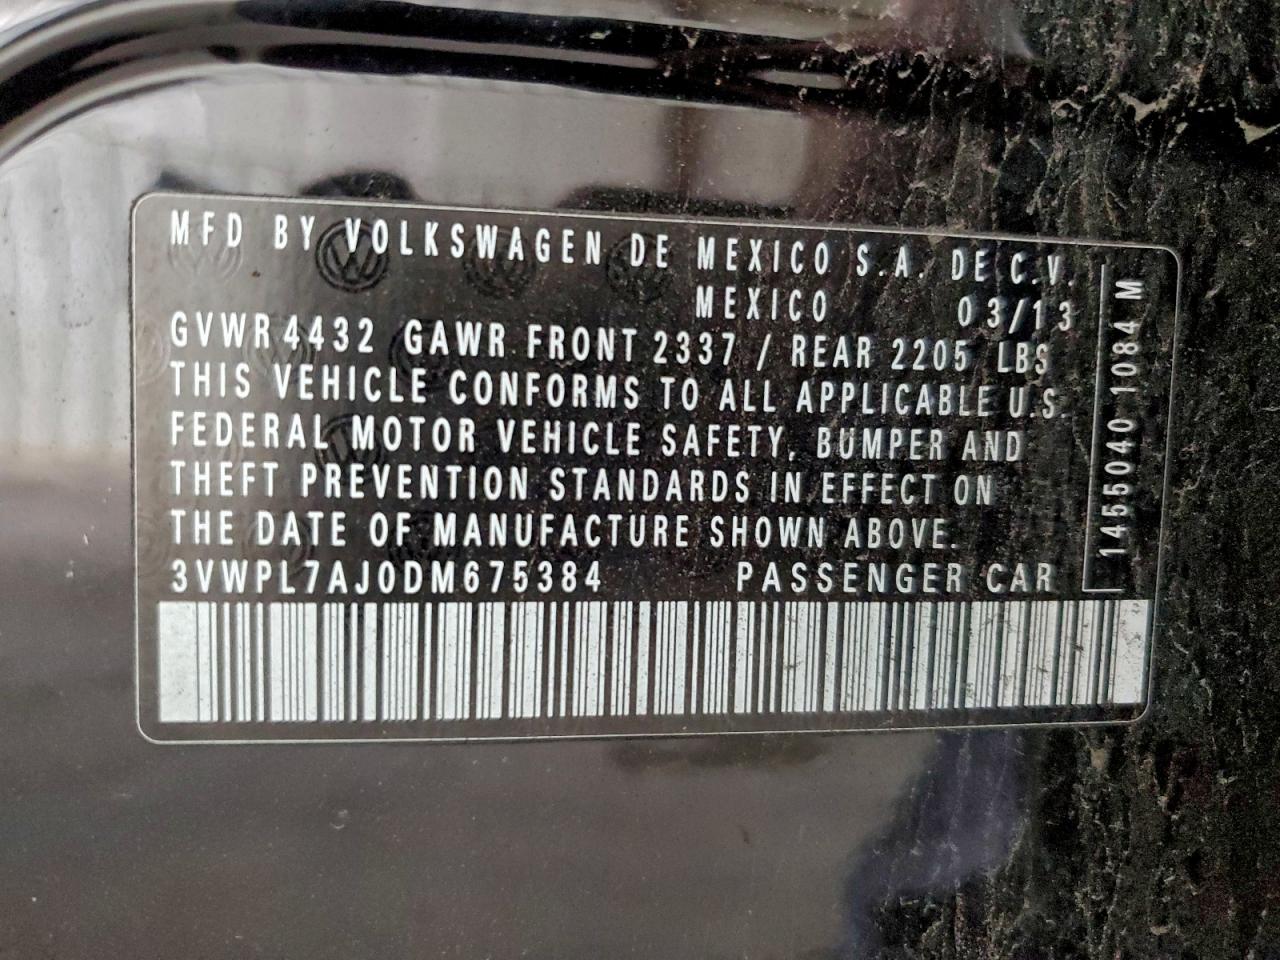 MFD BY VOLKSWAGEN DE MEXICO S.A. DE C.V.
MEXICO 03/13
GVWR 4432 GAWR FRONT 2337 / REAR 2205 LBS
THIS VEHICLE CONFORMS TO ALL APPLICABLE U.S.
FEDERAL MOTOR VEHICLE SAFETY, BUMPER AND
THEFT PREVENTION STANDARDS IN EFFECT ON
THE DATE OF MANUFACTURE SHOWN ABOVE.
3VWPL7AJ0DM675384 PASSENGER CAR
1455040 1084 M